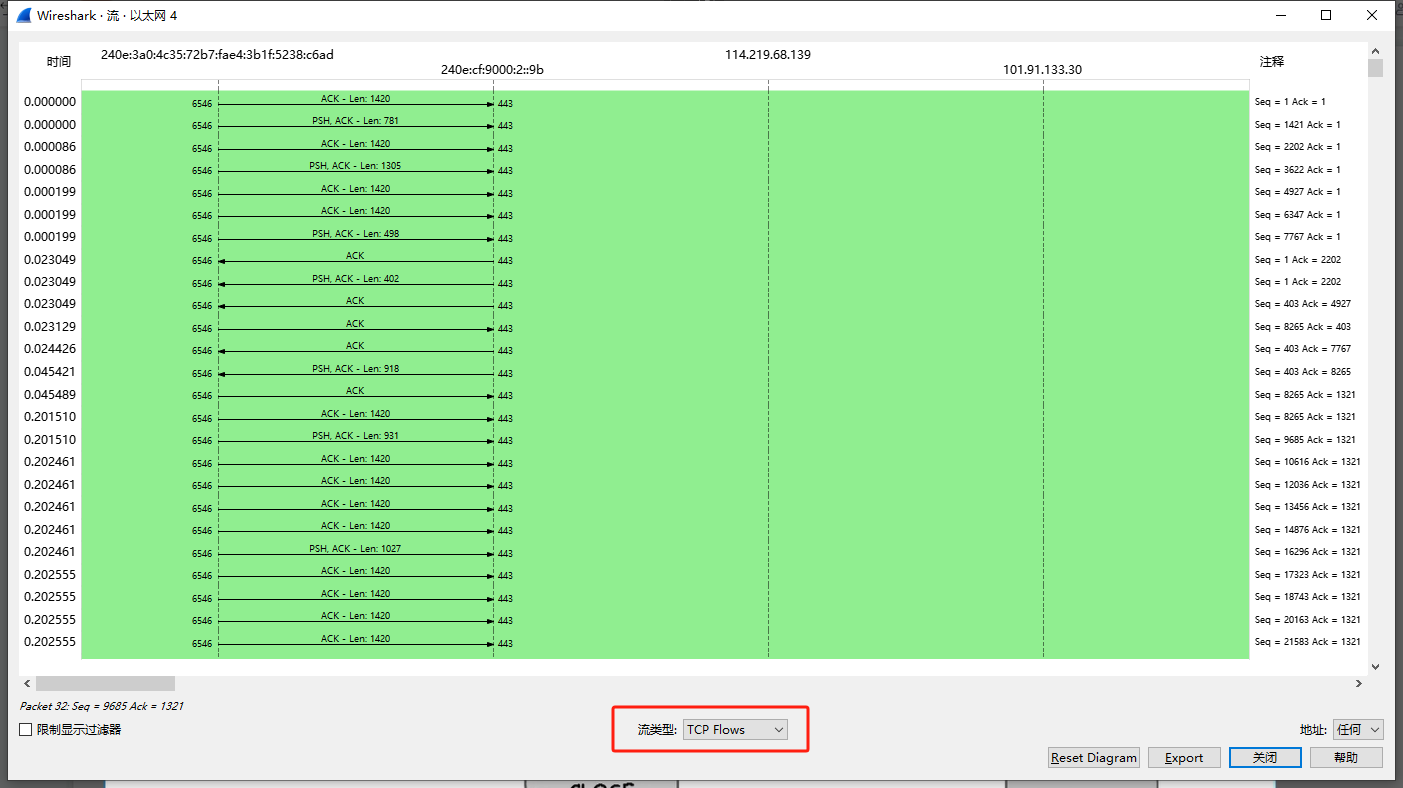 Wireshark · 流 · 以太网 4
时间 240e:3a0:4c35:72b7:fae4:3b1f:5238:c6ad 240e:cf:9000:2::9b 114.219.68.139 101.91.133.30 注释
0.000000 6546 ACK - Len: 1420 443 Seq = 1 Ack = 1
0.000000 6546 PSH, ACK - Len: 781 443 Seq = 1421 Ack = 1
0.000086 6546 ACK - Len: 1420 443 Seq = 2202 Ack = 1
0.000086 6546 PSH, ACK - Len: 1305 443 Seq = 3622 Ack = 1
0.000199 6546 ACK - Len: 1420 443 Seq = 4927 Ack = 1
0.000199 6546 ACK - Len: 1420 443 Seq = 6347 Ack = 1
0.000199 6546 PSH, ACK - Len: 498 443 Seq = 7767 Ack = 1
0.023049 6546 ACK 443 Seq = 1 Ack = 2202
0.023049 6546 PSH, ACK - Len: 402 443 Seq = 1 Ack = 2202
0.023049 6546 ACK 443 Seq = 403 Ack = 4927
0.023129 6546 ACK 443 Seq = 8265 Ack = 403
0.024426 6546 ACK 443 Seq = 403 Ack = 7767
0.045421 6546 PSH, ACK - Len: 918 443 Seq = 403 Ack = 8265
0.045489 6546 ACK 443 Seq = 8265 Ack = 1321
0.201510 6546 ACK - Len: 1420 443 Seq = 8265 Ack = 1321
0.201510 6546 PSH, ACK - Len: 931 443 Seq = 9685 Ack = 1321
0.202461 6546 ACK - Len: 1420 443 Seq = 10616 Ack = 1321
0.202461 6546 ACK - Len: 1420 443 Seq = 12036 Ack = 1321
0.202461 6546 ACK - Len: 1420 443 Seq = 13456 Ack = 1321
0.202461 6546 ACK - Len: 1420 443 Seq = 14876 Ack = 1321
0.202461 6546 PSH, ACK - Len: 1027 443 Seq = 16296 Ack = 1321
0.202555 6546 ACK - Len: 1420 443 Seq = 17323 Ack = 1321
0.202555 6546 ACK - Len: 1420 443 Seq = 18743 Ack = 1321
0.202555 6546 ACK - Len: 1420 443 Seq = 20163 Ack = 1321
0.202555 6546 ACK - Len: 1420 443 Seq = 21583 Ack = 1321
Packet 32: Seq = 9685 Ack = 1321
限制显示过滤器 流类型: TCP Flows 地址: 任何
Reset Diagram Export 关闭 帮助